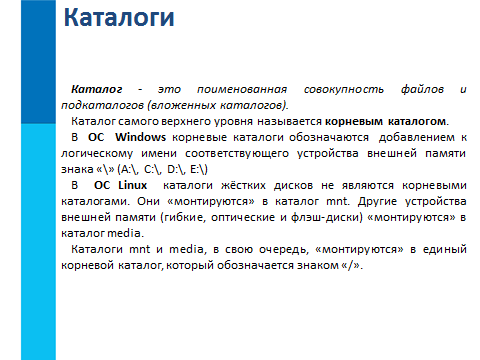 Каталоги
Каталог - это поименованная совокупность файлов и
подкаталогов (вложенных каталогов).
Каталог самого верхнего уровня называется корневым каталогом.
В ОС Windows корневые каталоги обозначаются добавлением к
логическому имени соответствующего устройства внешней памяти
знака «\» (A:\, C:\, D:\, E:\)
В ОС Linux каталоги жёстких дисков не являются корневыми
каталогами. Они «монтируются» в каталог mnt. Другие устройства
внешней памяти (гибкие, оптические и флэш-диски) «монтируются» в
каталог media.
Каталоги mnt и media, в свою очередь, «монтируются» в единый
корневой каталог, который обозначается знаком «/».